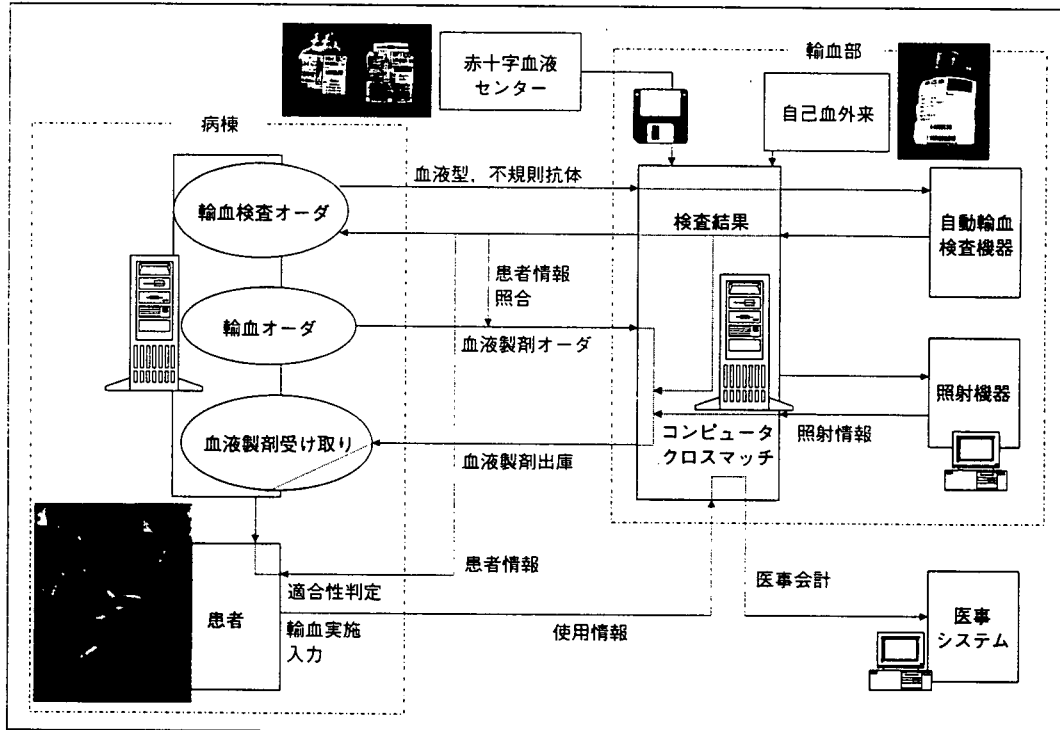 赤十字血液
センター
輸血部
自己血外来
病棟
血液型，不規則抗体
輸血検査オーダ
検査結果
自動輸血
検査機器
患者情報
照合
輸血オーダ
血液製剤オーダ
照射機器
血液製剤受け取り
血液製剤出庫
コンピュータ
クロスマッチ
照射情報
患者情報
適合性判定
医事会計
患者
輸血実施
入力
使用情報
医事
システム